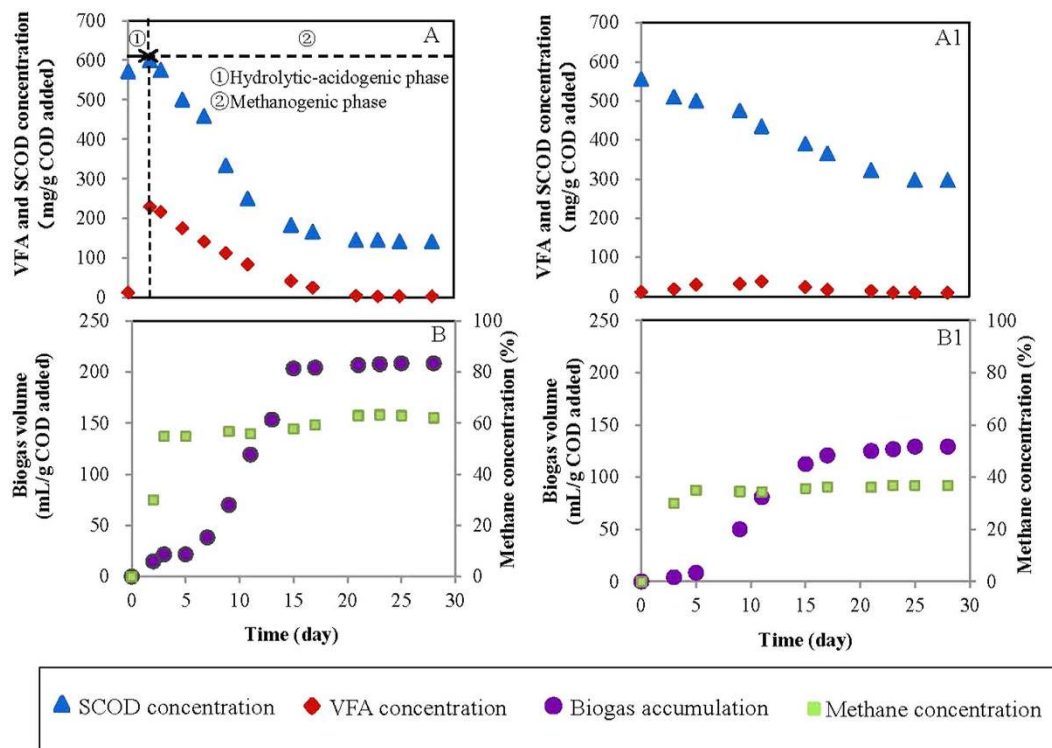 VFA and SCOD concentration
(mg/g COD added)
700
600
500
400
300
200
100
0
①
②
A
①Hydrolytic-acidogenic phase
②Methanogenic phase
VFA and SCOD concentration
(mg/g COD added)
700
600
500
400
300
200
100
0
A1
Biogas volume
(mL/g COD added)
250
200
150
100
50
0
B
100
80
60
40
20
0
Methane concentration (%)
0 5 10 15 20 25 30
Time (day)
Biogas volume
(mL/g COD added)
250
200
150
100
50
0
B1
100
80
60
40
20
0
Methane concentration (%)
0 5 10 15 20 25 30
Time (day)
SCOD concentration VFA concentration Biogas accumulation Methane concentration